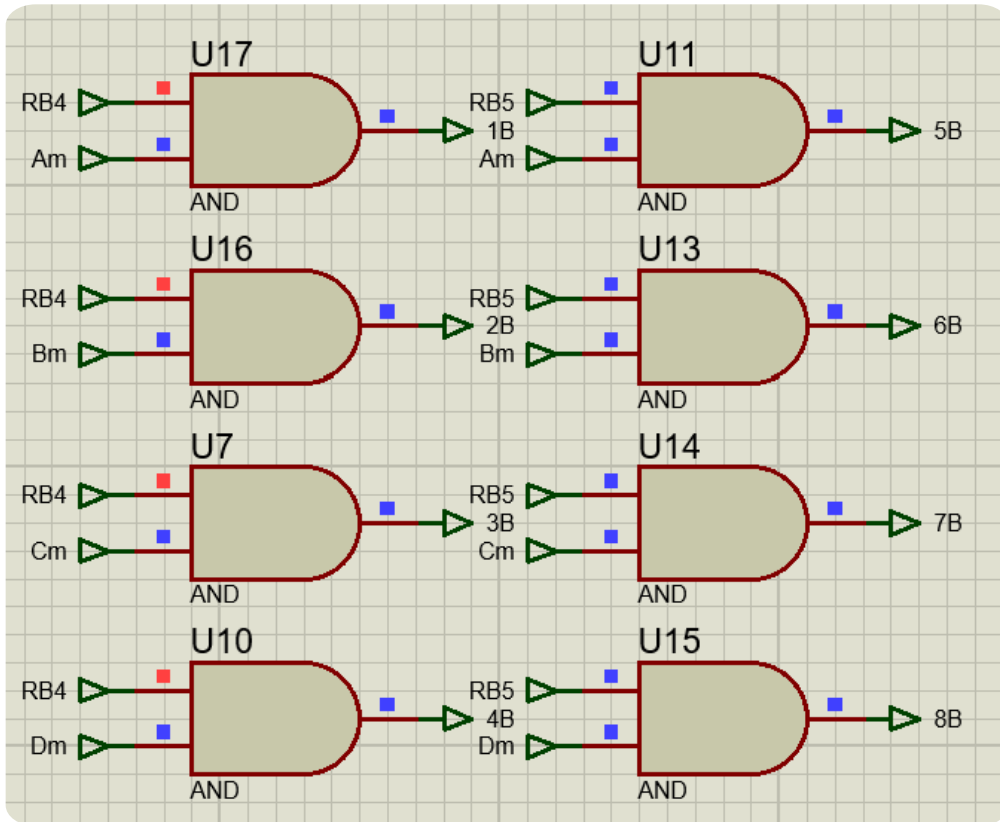 U17
RB4
1B
Am
AND
U11
RB5
5B
Am
AND
U16
RB4
2B
Bm
AND
U13
RB5
6B
Bm
AND
U7
RB4
3B
Cm
AND
U14
RB5
7B
Cm
AND
U10
RB4
4B
Dm
AND
U15
RB5
8B
Dm
AND